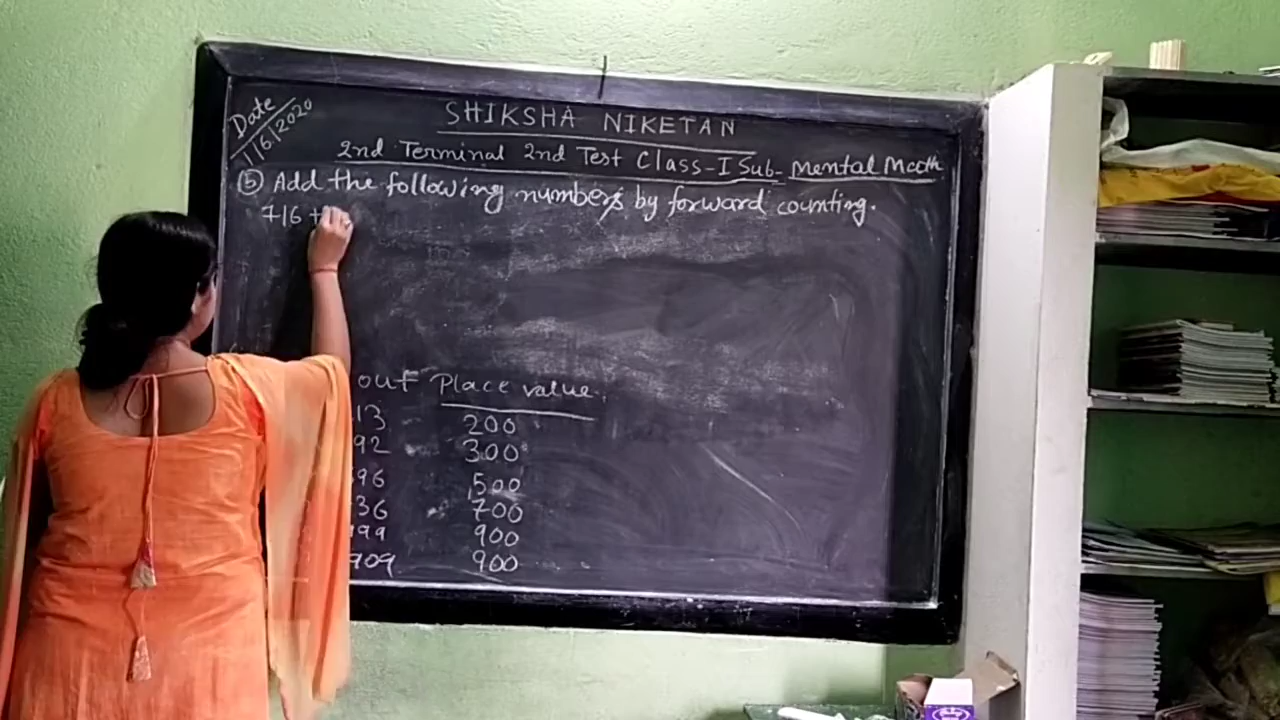 Date
1/6/2020
SHIKSHA NIKETAN
2nd Terminal 2nd Test Class-I Sub- Mental Math
⑤ Add the following numbers by forward counting.
716 +
out Place value.
13 200
92 300
96 500
36 700
99 900
909 900